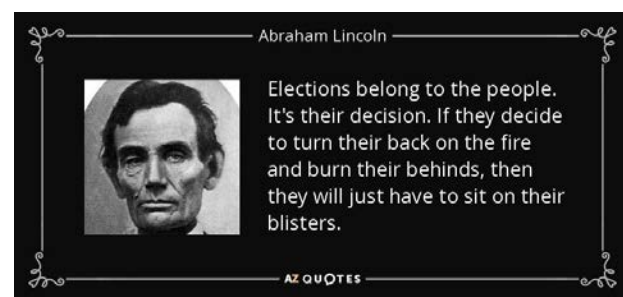 Abraham Lincoln
Elections belong to the people.
It's their decision. If they decide
to turn their back on the fire
and burn their behinds, then
they will just have to sit on their
blisters.
AZ QUOTES